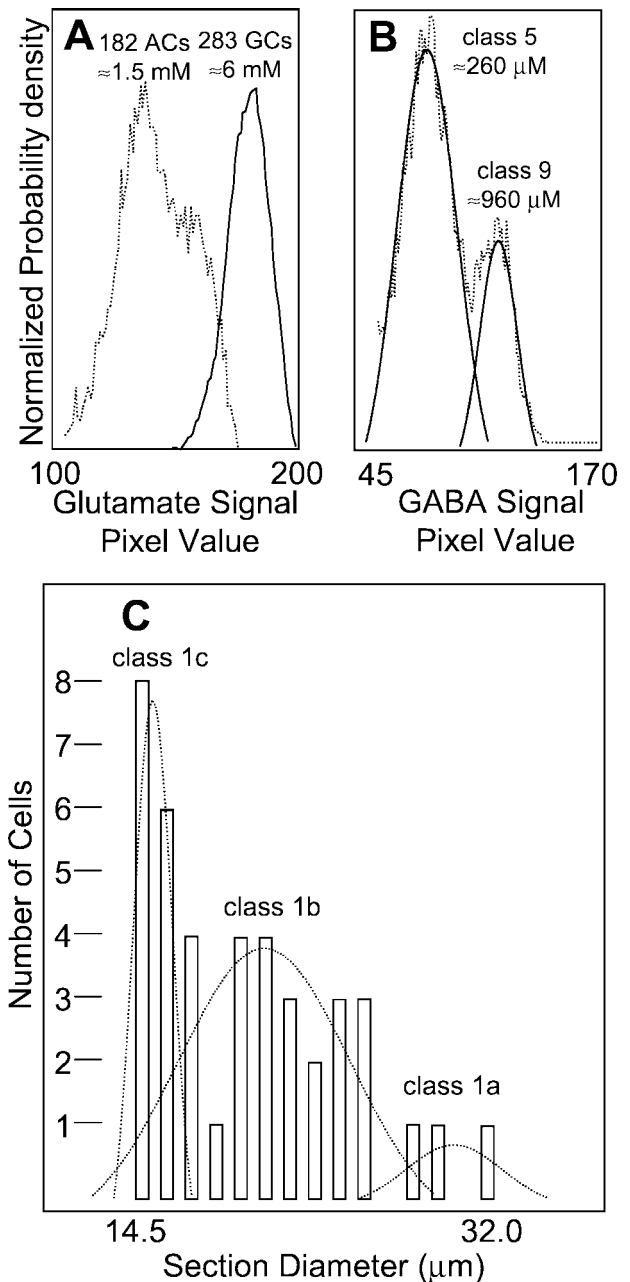 A
182 ACs
≈1.5 mM
283 GCs
≈6 mM
Normalized Probability density
100
200
Glutamate Signal
Pixel Value
B
class 5
≈260 μM
class 9
≈960 μM
45
170
GABA Signal
Pixel Value
C
class 1c
class 1b
class 1a
8
7
6
5
4
3
2
1
Number of Cells
14.5
32.0
Section Diameter (μm)